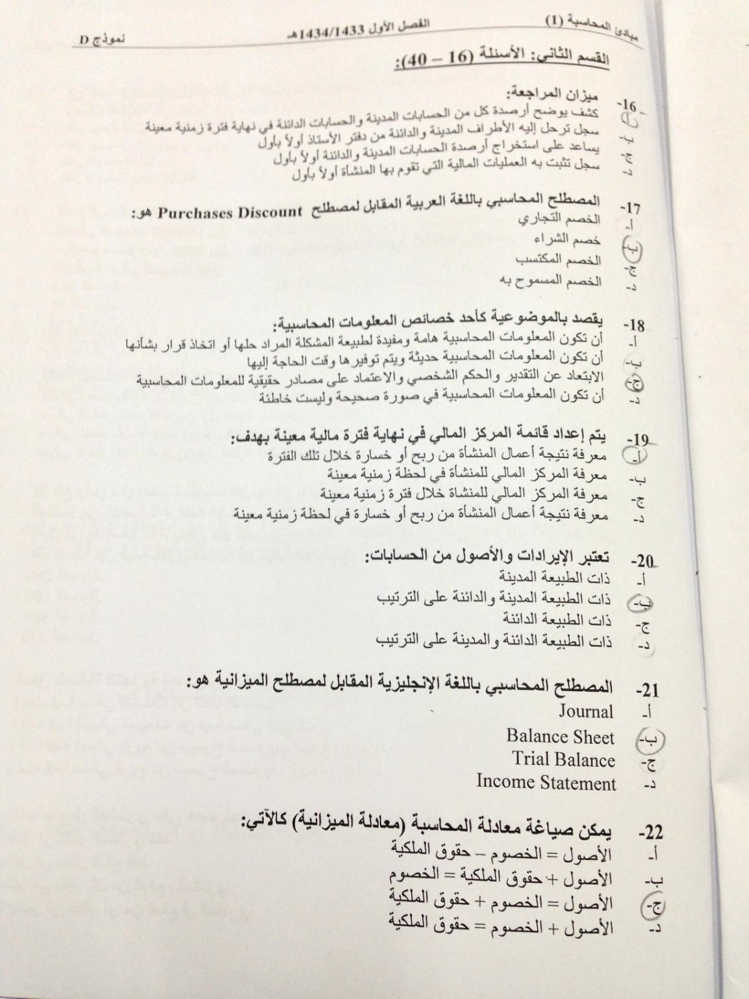 مبادئ المحاسبة (1) الفصل الأول 1434/1433هـ نموذج D
القسم الثاني: الأسئلة (16 – 40):
16- ميزان المراجعة:
أ- كشف يوضح أرصدة كل من الحسابات المدينة والحسابات الدائنة في نهاية فترة زمنية معينة
ب- سجل ترحل إليه الأطراف المدينة والدائنة من دفتر الأستاذ أولاً بأول
ج- يساعد على استخراج أرصدة الحسابات المدينة والدائنة أولاً بأول
د- سجل تثبت به العمليات المالية التي تقوم بها المنشأة أولاً بأول
17- المصطلح المحاسبي باللغة العربية المقابل لمصطلح Purchases Discount هو:
أ- الخصم التجاري
ب- خصم الشراء
ج- الخصم المكتسب
د- الخصم المسموح به
18- يقصد بالموضوعية كأحد خصائص المعلومات المحاسبية:
أ- أن تكون المعلومات المحاسبية هامة ومفيدة لطبيعة المشكلة المراد حلها أو اتخاذ قرار بشأنها
ب- أن تكون المعلومات المحاسبية حديثة ويتم توفيرها وقت الحاجة إليها
ج- الابتعاد عن التقدير والحكم الشخصي والاعتماد على مصادر حقيقية للمعلومات المحاسبية
د- أن تكون المعلومات المحاسبية في صورة صحيحة وليست خاطئة
19- يتم إعداد قائمة المركز المالي في نهاية فترة مالية معينة بهدف:
أ- معرفة نتيجة أعمال المنشأة من ربح أو خسارة خلال تلك الفترة
ب- معرفة المركز المالي للمنشأة في لحظة زمنية معينة
ج- معرفة المركز المالي للمنشاة خلال فترة زمنية معينة
د- معرفة نتيجة أعمال المنشأة من ربح أو خسارة في لحظة زمنية معينة
20- تعتبر الإيرادات والأصول من الحسابات:
أ- ذات الطبيعة المدينة
ب- ذات الطبيعة المدينة والدائنة على الترتيب
ج- ذات الطبيعة الدائنة
د- ذات الطبيعة الدائنة والمدينة على الترتيب
21- المصطلح المحاسبي باللغة الإنجليزية المقابل لمصطلح الميزانية هو:
أ- Journal
ب- Balance Sheet
ج- Trial Balance
د- Income Statement
22- يمكن صياغة معادلة المحاسبة (معادلة الميزانية) كالآتي:
أ- الأصول = الخصوم – حقوق الملكية
ب- الأصول + حقوق الملكية = الخصوم
ج- الأصول = الخصوم + حقوق الملكية
د- الأصول + الخصوم = حقوق الملكية